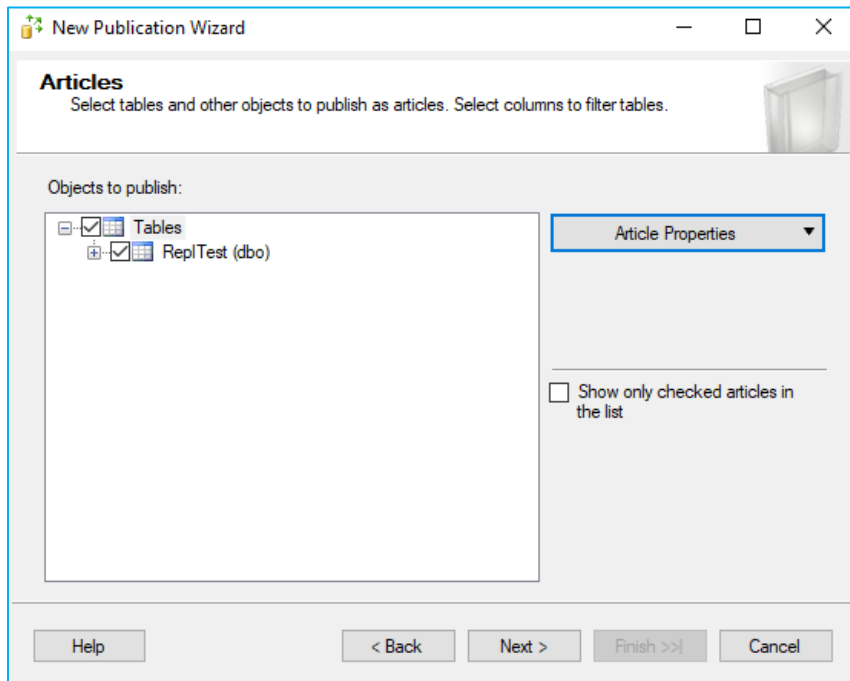 New Publication Wizard
Articles
Select tables and other objects to publish as articles. Select columns to filter tables.
Objects to publish:
Tables
ReplTest (dbo)
Article Properties
Show only checked articles in
the list
Help
< Back
Next >
Finish >>|
Cancel